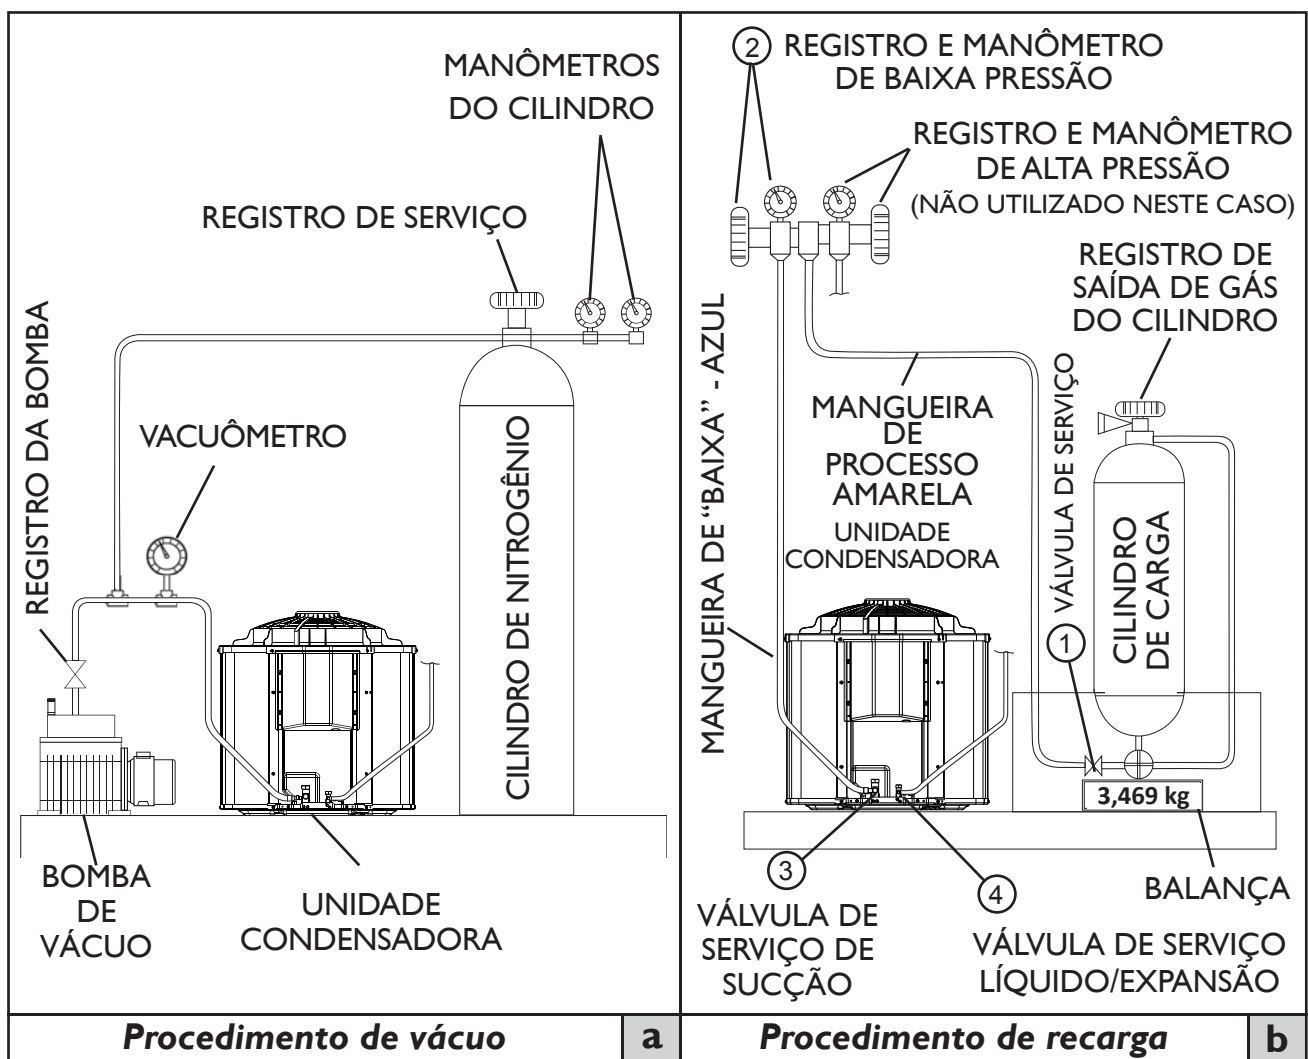 MANÔMETROS
DO CILINDRO
REGISTRO DE SERVIÇO
REGISTRO DA BOMBA
VACUÔMETRO
CILINDRO DE NITROGÊNIO
BOMBA
DE
VÁCUO
UNIDADE
CONDENSADORA
Procedimento de vácuo
a
2
REGISTRO E MANÔMETRO
DE BAIXA PRESSÃO
REGISTRO E MANÔMETRO
DE ALTA PRESSÃO
(NÃO UTILIZADO NESTE CASO)
REGISTRO DE
SAÍDA DE GÁS
DO CILINDRO
MANGUEIRA DE "BAIXA" - AZUL
MANGUEIRA
DE
PROCESSO
AMARELA
UNIDADE
CONDENSADORA
VÁLVULA DE SERVIÇO
1
CILINDRO
DE CARGA
3,469 kg
3
VÁLVULA DE
SERVIÇO DE
SUCÇÃO
4
VÁLVULA DE SERVIÇO
LÍQUIDO/EXPANSÃO
BALANÇA
Procedimento de recarga
b